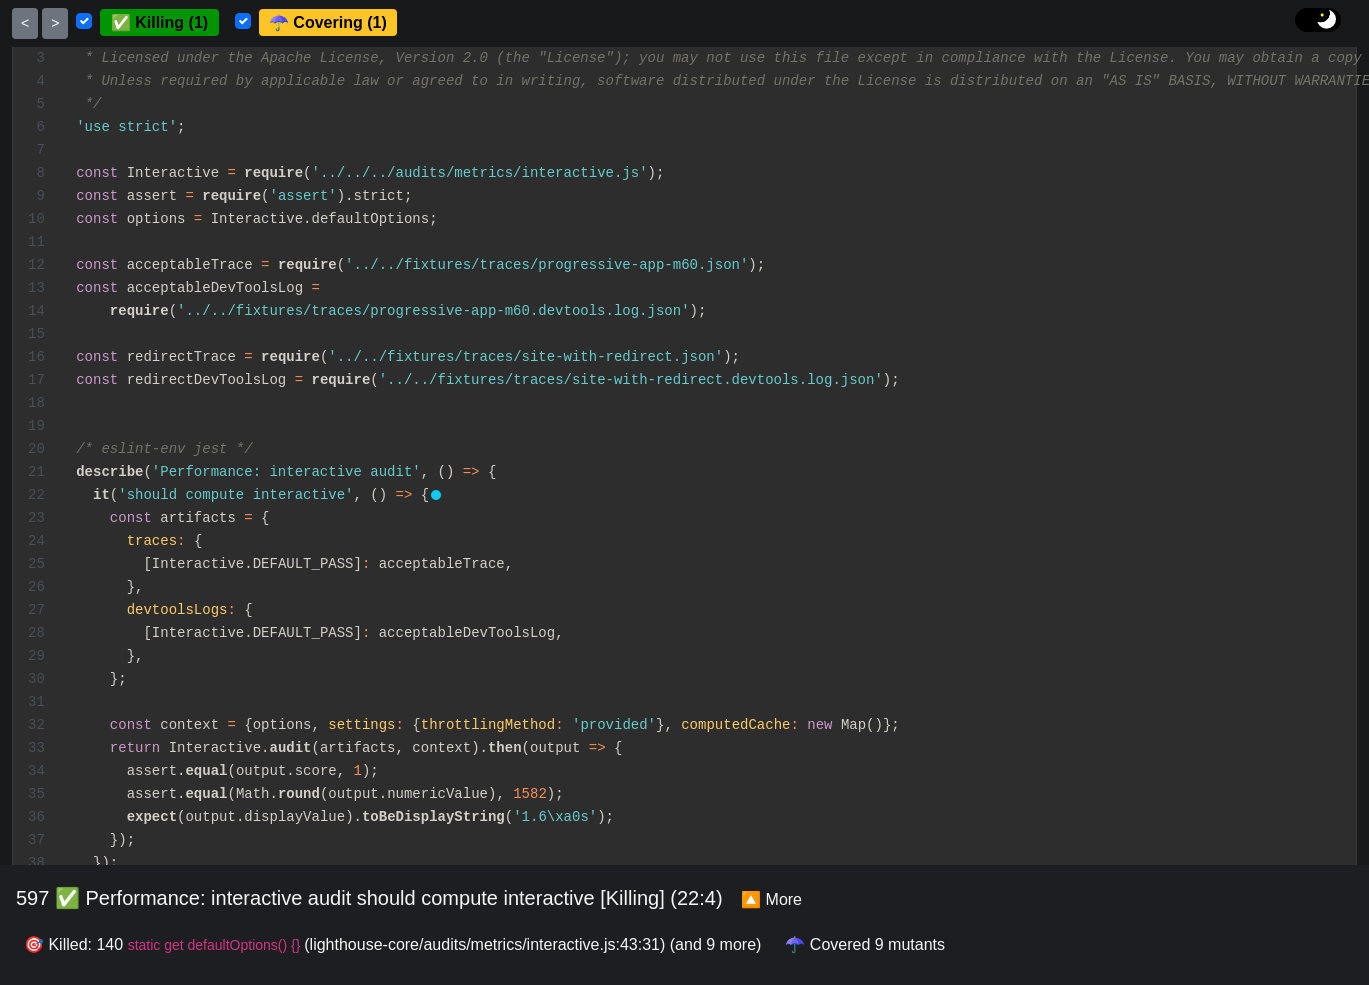 < > ✅ Killing (1) ☂️ Covering (1)
3 * Licensed under the Apache License, Version 2.0 (the "License"); you may not use this file except in compliance with the License. You may obtain a copy
4 * Unless required by applicable law or agreed to in writing, software distributed under the License is distributed on an "AS IS" BASIS, WITHOUT WARRANTIE
5 */
6 'use strict';
7
8 const Interactive = require('../../../audits/metrics/interactive.js');
9 const assert = require('assert').strict;
10 const options = Interactive.defaultOptions;
11
12 const acceptableTrace = require('../../fixtures/traces/progressive-app-m60.json');
13 const acceptableDevToolsLog =
14 require('../../fixtures/traces/progressive-app-m60.devtools.log.json');
15
16 const redirectTrace = require('../../fixtures/traces/site-with-redirect.json');
17 const redirectDevToolsLog = require('../../fixtures/traces/site-with-redirect.devtools.log.json');
18
19
20 /* eslint-env jest */
21 describe('Performance: interactive audit', () => {
22 it('should compute interactive', () => {
23 const artifacts = {
24 traces: {
25 [Interactive.DEFAULT_PASS]: acceptableTrace,
26 },
27 devtoolsLogs: {
28 [Interactive.DEFAULT_PASS]: acceptableDevToolsLog,
29 },
30 };
31
32 const context = {options, settings: {throttlingMethod: 'provided'}, computedCache: new Map()};
33 return Interactive.audit(artifacts, context).then(output => {
34 assert.equal(output.score, 1);
35 assert.equal(Math.round(output.numericValue), 1582);
36 expect(output.displayValue).toBeDisplayString('1.6\xa0s');
37 });
38 });
597 ✅ Performance: interactive audit should compute interactive [Killing] (22:4) 🔼 More
🎯 Killed: 140 static get defaultOptions() {} (lighthouse-core/audits/metrics/interactive.js:43:31) (and 9 more) ☂️ Covered 9 mutants